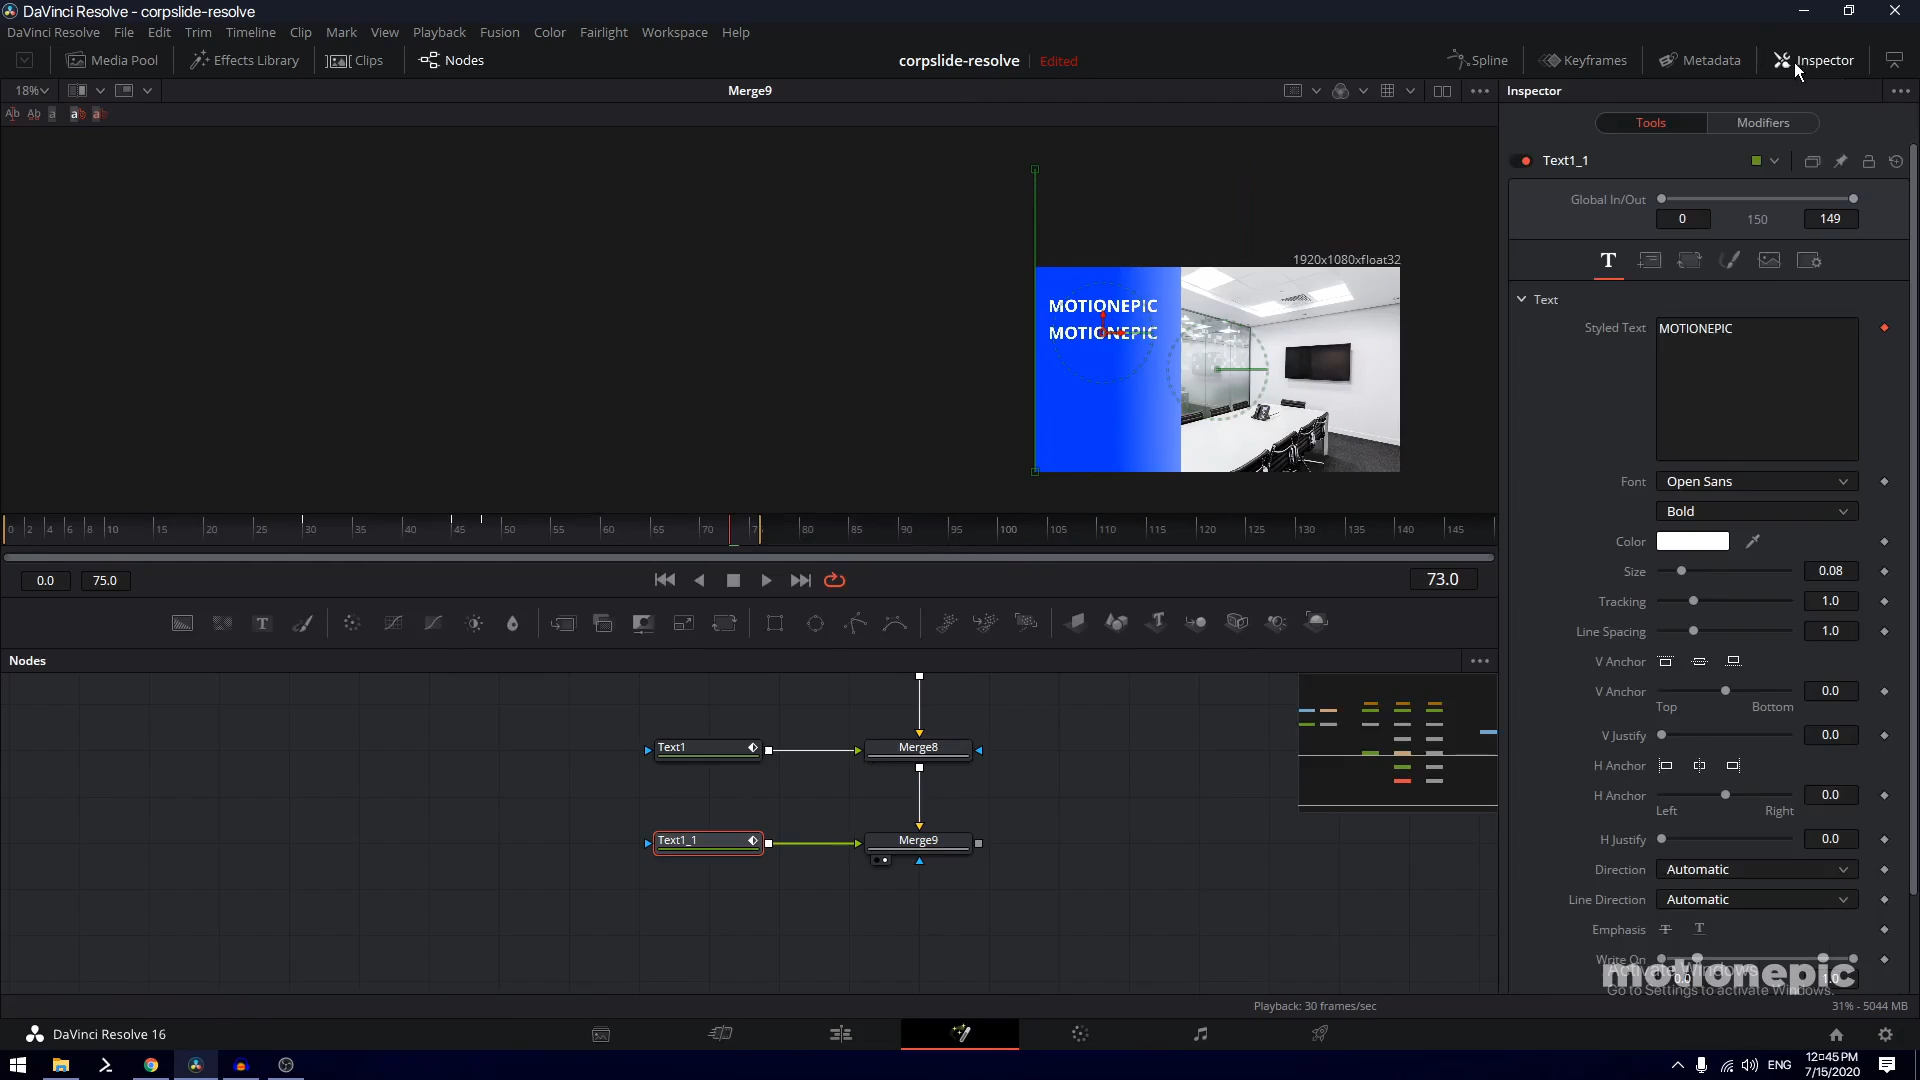 DaVinci Resolve - corpslide-resolve
DaVinci Resolve File Edit Trim Timeline Clip Mark View Playback Fusion Color Fairlight Workspace Help
Media Pool Effects Library Clips Nodes corpslide-resolve Edited Spline Keyframes Metadata Inspector
18% Merge9 Inspector
Tools Modifiers
Text1_1
Global In/Out
0 150 149
1920x1080xfloat32
MOTIONEPIC
MOTIONEPIC
Text
Styled Text MOTIONEPIC
Font Open Sans
Bold
Color
Size 0.08
Tracking 1.0
Line Spacing 1.0
V Anchor
V Anchor 0.0
Top Bottom
V Justify 0.0
H Anchor
H Anchor 0.0
Left Right
H Justify 0.0
Direction Automatic
Line Direction Automatic
Emphasis
Write On
0 2 4 6 8 10 15 20 25 30 35 40 45 50 55 60 65 70 75 80 85 90 95 100 105 110 115 120 125 130 135 140 145
0.0 75.0 73.0
Nodes
Text1 Merge8
Text1_1 Merge9
motionepic
Activate Windows
Go to Settings to activate Windows.
Playback: 30 frames/sec 31% - 5044 MB
DaVinci Resolve 16
ENG
12:45 PM
7/15/2020